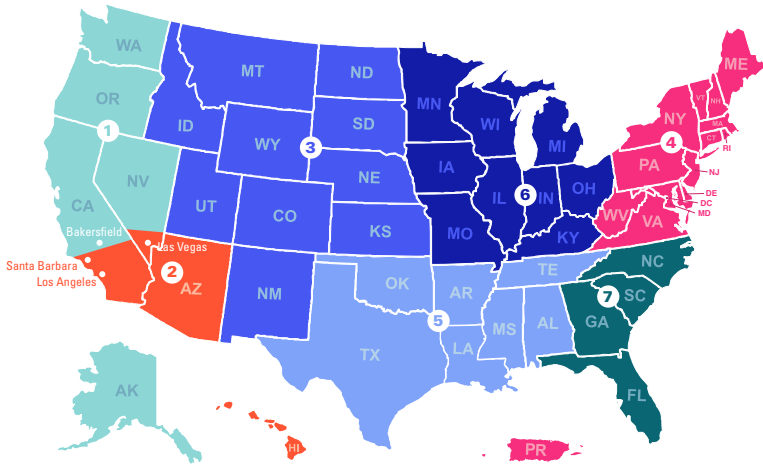 WA
OR
1
CA
NV
ID
MT
WY
3
UT
CO
NM
ND
SD
NE
KS
MN
IA
MO
WI
IL
6
IN
MI
OH
KY
ME
VT
NH
NY
4
MA
CT
RI
PA
NJ
DE
DC
MD
WV
VA
Bakersfield
Las Vegas
Santa Barbara
Los Angeles
2
AZ
OK
TX
5
AR
LA
MS
AL
TE
NC
SC
7
GA
FL
AK
HI
PR